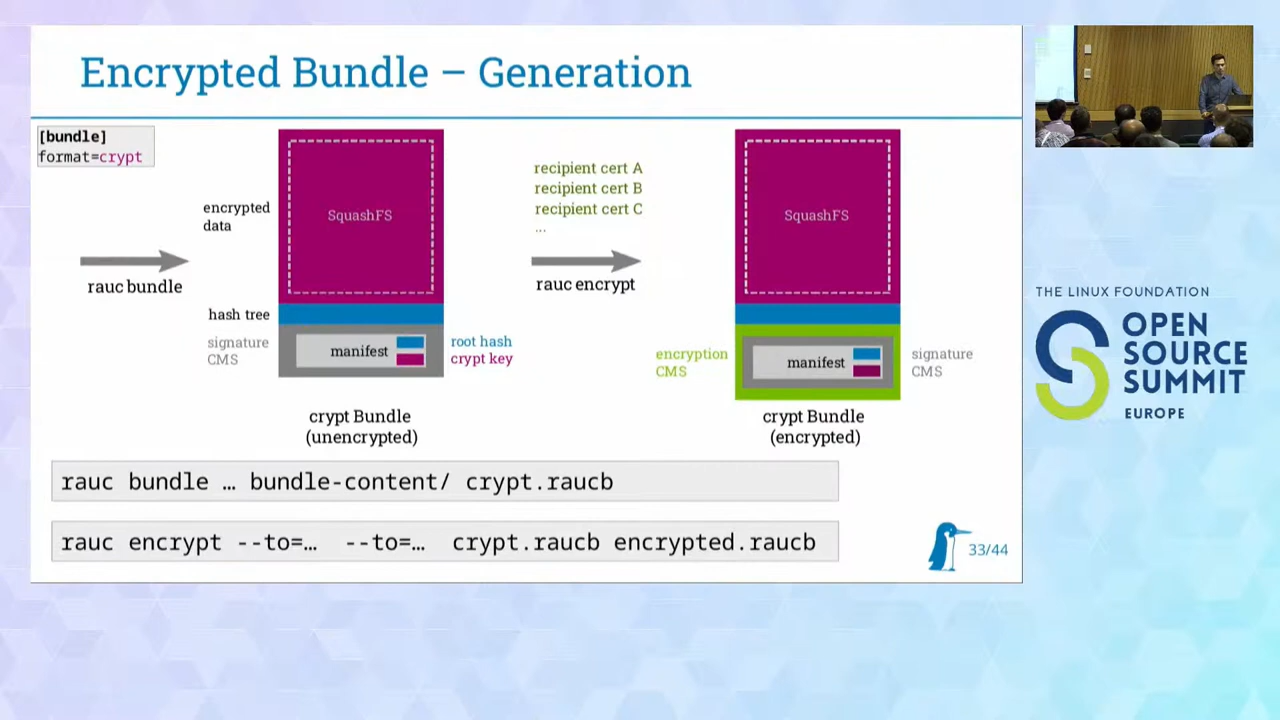 Encrypted Bundle – Generation
[bundle]
format=crypt
encrypted
data
SquashFS
rauc bundle
hash tree
signature
CMS
manifest
root hash
crypt key
crypt Bundle
(unencrypted)
recipient cert A
recipient cert B
recipient cert C
...
rauc encrypt
SquashFS
encryption
CMS
manifest
signature
CMS
crypt Bundle
(encrypted)
rauc bundle … bundle-content/ crypt.raucb
rauc encrypt --to=… --to=… crypt.raucb encrypted.raucb
33/44
THE LINUX FOUNDATION
OPEN
SOURCE
SUMMIT
EUROPE